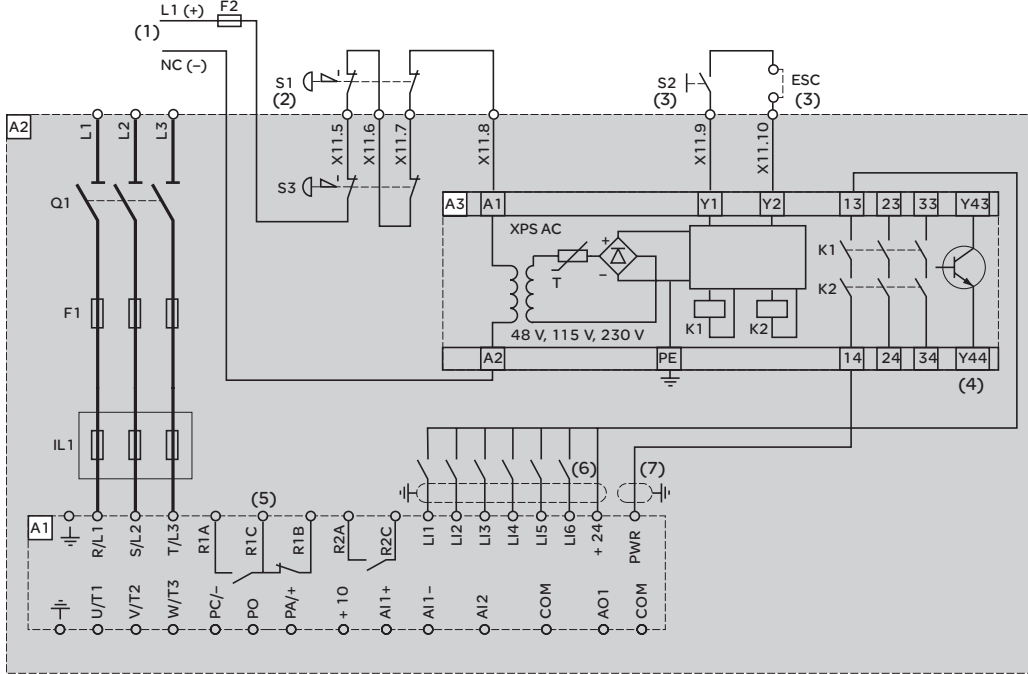 L1 (+)
F2
(1)
NC (–)
S1
(2)
S2
(3)
ESC
(3)
A2
L1
L2
L3
X11.5
X11.6
X11.7
X11.8
X11.9
X11.10
S3
Q1
A3
A1
Y1
Y2
13
23
33
Y43
XPS AC
+
–
T
K1
K2
K1
K2
48 V, 115 V, 230 V
F1
A2
PE
14
24
34
Y44
(4)
IL1
(5)
(6)
(7)
A1
R/L1
S/L2
T/L3
R1A
R1C
R1B
R2A
R2C
LI1
LI2
LI3
LI4
LI5
LI6
+ 24
PWR
U/T1
V/T2
W/T3
PC/–
PO
PA/+
+ 10
AI1+
AI1–
AI2
COM
AO1
COM